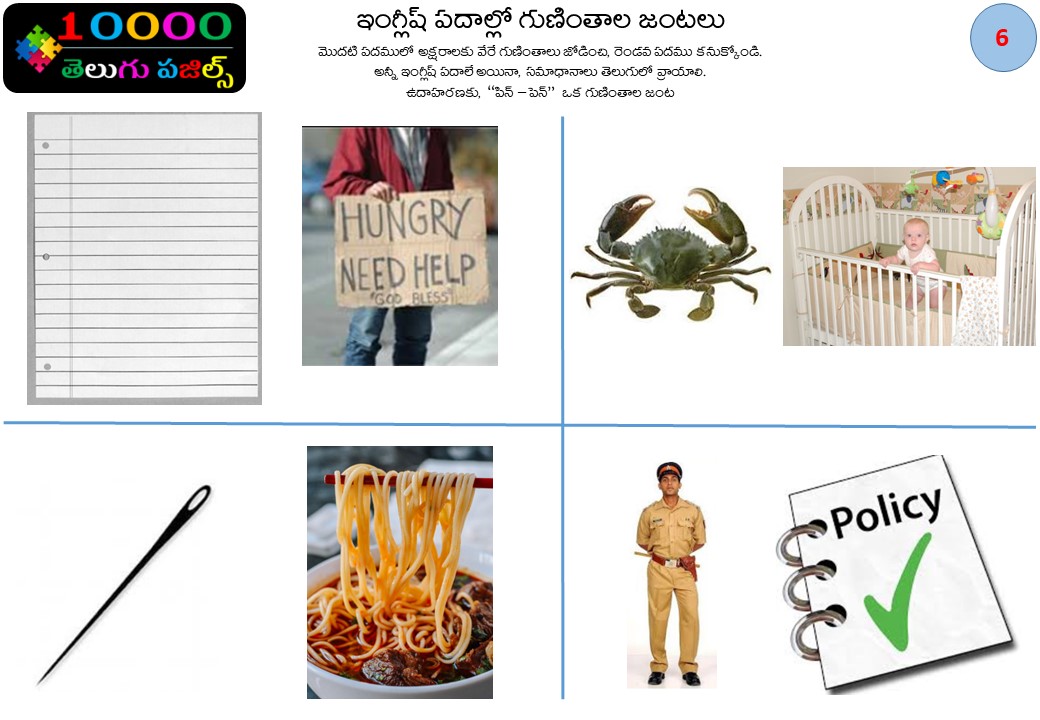 10000
తెలుగు పజిల్స్
ఇంగ్లీష్ పదాల్లో గుణింతాల జంటలు
మొదటి పదములో అక్షరాలకు వేరే గుణింతాలు జోడించి, రెండవ పదము కనుక్కోండి.
అన్నీ ఇంగ్లీష్ పదాలే అయినా, సమాధానాలు తెలుగులో వ్రాయాలి.
ఉదాహరణకు, “పిన్ – పెన్” ఒక గుణింతాల జంట
6
HUNGRY
NEED HELP
"GOD BLESS"
Policy